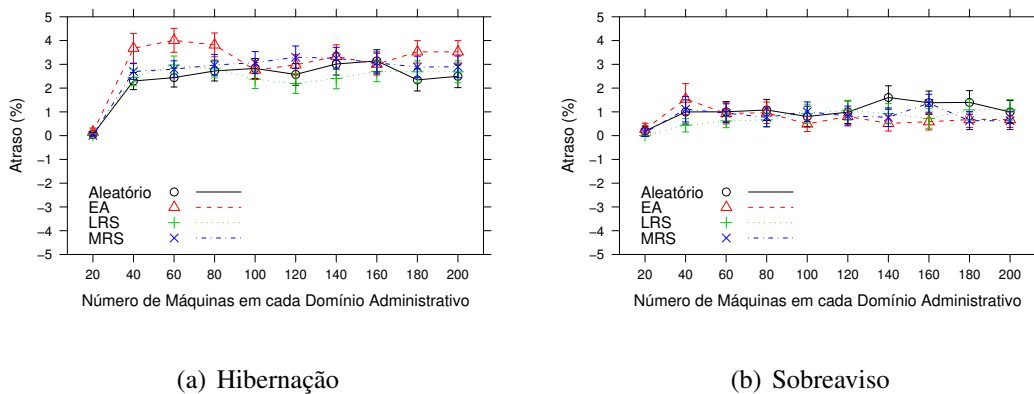 5
4
3
2
1
0
−1
−2
−3
−4
−5
Atraso (%)
Aleatório
EA
LRS
MRS
20 40 60 80 100 120 140 160 180 200
Número de Máquinas em cada Domínio Administrativo
(a) Hibernação
5
4
3
2
1
0
−1
−2
−3
−4
−5
Atraso (%)
Aleatório
EA
LRS
MRS
20 40 60 80 100 120 140 160 180 200
Número de Máquinas em cada Domínio Administrativo
(b) Sobreaviso